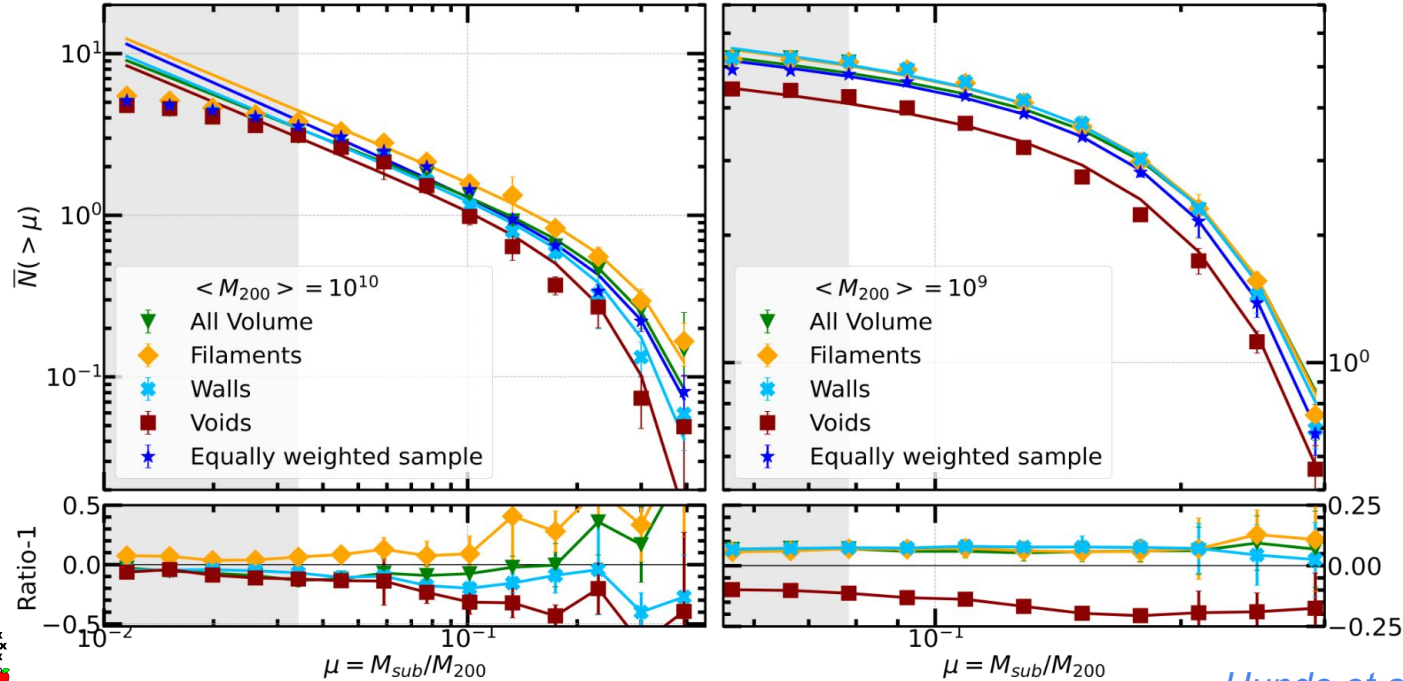 10¹
10⁰
10⁻¹
N̅(> μ)
< M₂₀₀ > = 10¹⁰
All Volume
Filaments
Walls
Voids
Equally weighted sample
< M₂₀₀ > = 10⁹
All Volume
Filaments
Walls
Voids
Equally weighted sample
10⁰
0.5
0.0
−0.5
Ratio-1
0.25
0.00
−0.25
10⁻²
10⁻¹
10⁻¹
μ = M_sub/M₂₀₀
μ = M_sub/M₂₀₀